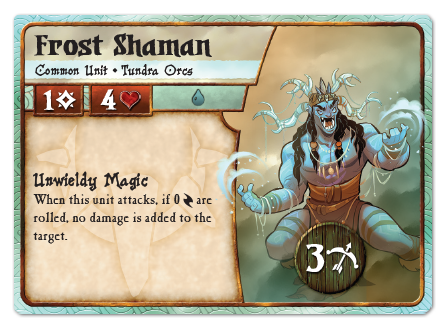 Frost Shaman
Common Unit • Tundra Orcs
1 4
Unwieldy Magic
When this unit attacks, if 0 are
rolled, no damage is added to the
target.
3